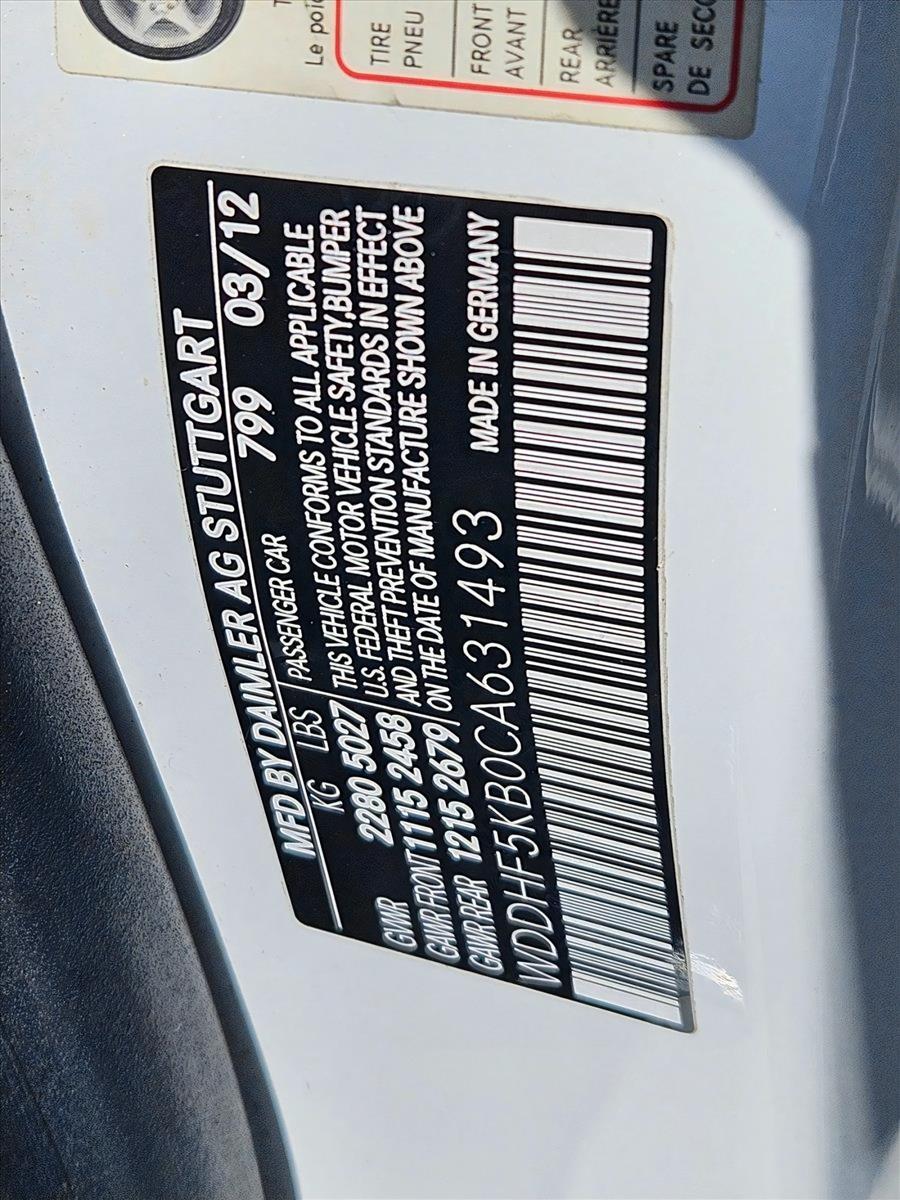 Le
TIRE
PNEU
FRONT
AVANT
REAR
ARRIÈRE
SPARE
DE
MFD BY DAIMLER AG STUTTGART
799 03/12
KG LBS PASSENGER CAR
GVWR 2280 5027 THIS VEHICLE CONFORMS TO ALL APPLICABLE
GAWR FRONT 1115 2458 U.S. FEDERAL MOTOR VEHICLE SAFETY, BUMPER
GAWR REAR 1215 2679 AND THEFT PREVENTION STANDARDS IN EFFECT
ON THE DATE OF MANUFACTURE SHOWN ABOVE
WDDHF5KB0CA631493 MADE IN GERMANY